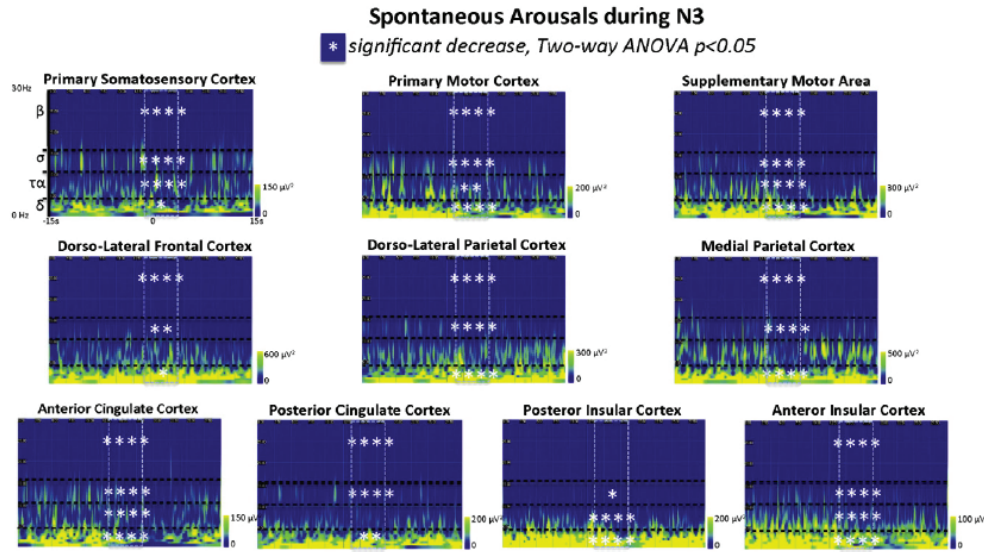 Spontaneous Arousals during N3
* significant decrease, Two-way ANOVA p<0.05
Primary Somatosensory Cortex
Primary Motor Cortex
Supplementary Motor Area
30Hz
β
* * * *
* * * *
* * * *
σ
* * * *
* * * *
* * * *
τα
* * * *
* *
* * * *
150 µV²
200 µV²
300 µV²
δ
*
* * * *
* * * *
0
0
0
0 Hz
-15s
0
15s
Dorso-Lateral Frontal Cortex
Dorso-Lateral Parietal Cortex
Medial Parietal Cortex
* * * *
* * * *
* * * *
* *
* * * *
* * * *
600 µV²
300 µV²
500 µV²
*
* * * *
* * * *
0
0
0
Anterior Cingulate Cortex
Posterior Cingulate Cortex
Posteror Insular Cortex
Anteror Insular Cortex
* * * *
* * * *
* * * *
* * * *
* * * *
*
* * * *
* * * *
* * * *
* * * *
150 µV²
200 µV²
200 µV²
100 µV²
* * * *
* *
* * * *
* * * *
0
0
0
0